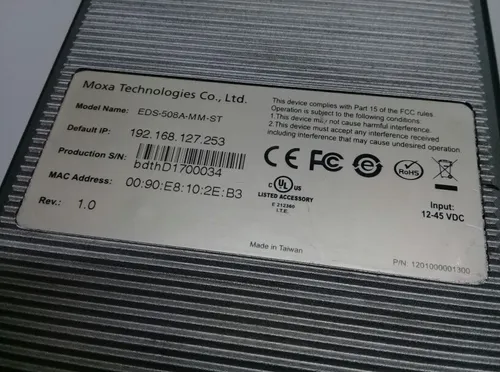 Moxa Technologies Co., Ltd.
Model Name: EDS-508A-MM-ST
Default IP: 192.168.127.253
Production S/N: bdthD1700034
MAC Address: 00:90:E8:10:2E:B3
Rev.: 1.0
This device complies with Part 15 of the FCC rules
Operation is subject to the following conditions:
1.This device may not cause harmful interference.
2.This device must accept any interference received
including interference that may cause undesired operation
CE FC RoHS
C UL US
LISTED ACCESSORY
E 212360
I.T.E.
Input:
12-45 VDC
Made in Taiwan
P/N: 1201090001300